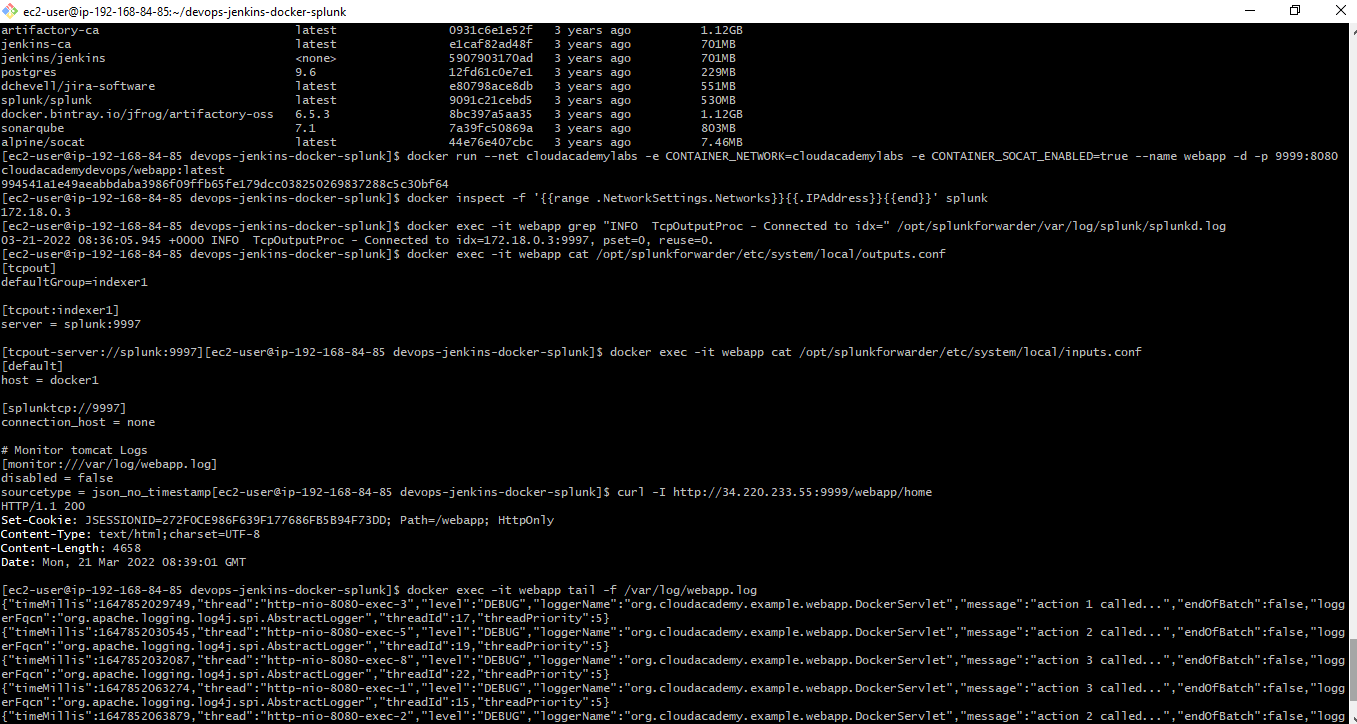 ec2-user@ip-192-168-84-85:~/devops-jenkins-docker-splunk
artifactory-ca latest 0931c6e1e52f 3 years ago 1.12GB
jenkins-ca latest e1caf82ad48f 3 years ago 701MB
jenkins/jenkins <none> 5907903170ad 3 years ago 701MB
postgres 9.6 12fd61c0e7e1 3 years ago 229MB
dchevell/jira-software latest e80798ace8db 3 years ago 551MB
splunk/splunk latest 9091c21cebd5 3 years ago 530MB
docker.bintray.io/jfrog/artifactory-oss 6.5.3 8bc397a5aa35 3 years ago 1.12GB
sonarqube 7.1 7a39fc50869a 3 years ago 803MB
alpine/socat latest 44e76e407cbc 3 years ago 7.46MB
[ec2-user@ip-192-168-84-85 devops-jenkins-docker-splunk]$ docker run --net cloudacademylabs -e CONTAINER_NETWORK=cloudacademylabs -e CONTAINER_SOCAT_ENABLED=true --name webapp -d -p 9999:8080
cloudacademydevops/webapp:latest
994541a1e49aeabbdaba3986f09ffb65fe179dcc038250269837288c5c30bf64
[ec2-user@ip-192-168-84-85 devops-jenkins-docker-splunk]$ docker inspect -f '{{range .NetworkSettings.Networks}}{{.IPAddress}}{{end}}' splunk
172.18.0.3
[ec2-user@ip-192-168-84-85 devops-jenkins-docker-splunk]$ docker exec -it webapp grep "INFO  TcpOutputProc - Connected to idx=" /opt/splunkforwarder/var/log/splunk/splunkd.log
03-21-2022 08:36:05.945 +0000 INFO  TcpOutputProc - Connected to idx=172.18.0.3:9997, pset=0, reuse=0.
[ec2-user@ip-192-168-84-85 devops-jenkins-docker-splunk]$ docker exec -it webapp cat /opt/splunkforwarder/etc/system/local/outputs.conf
[tcpout]
defaultGroup=indexer1
[tcpout:indexer1]
server = splunk:9997
[tcpout-server://splunk:9997][ec2-user@ip-192-168-84-85 devops-jenkins-docker-splunk]$ docker exec -it webapp cat /opt/splunkforwarder/etc/system/local/inputs.conf
[default]
host = docker1
[splunktcp://9997]
connection_host = none
# Monitor tomcat Logs
[monitor:///var/log/webapp.log]
disabled = false
sourcetype = json_no_timestamp[ec2-user@ip-192-168-84-85 devops-jenkins-docker-splunk]$ curl -I http://34.220.233.55:9999/webapp/home
HTTP/1.1 200
Set-Cookie: JSESSIONID=272F0CE986F639F177686FB5B94F73DD; Path=/webapp; HttpOnly
Content-Type: text/html;charset=UTF-8
Content-Length: 4658
Date: Mon, 21 Mar 2022 08:39:01 GMT
[ec2-user@ip-192-168-84-85 devops-jenkins-docker-splunk]$ docker exec -it webapp tail -f /var/log/webapp.log
{"timeMillis":1647852029749,"thread":"http-nio-8080-exec-3","level":"DEBUG","loggerName":"org.cloudacademy.example.webapp.DockerServlet","message":"action 1 called...","endOfBatch":false,"logg
erFqcn":"org.apache.logging.log4j.spi.AbstractLogger","threadId":17,"threadPriority":5}
{"timeMillis":1647852030545,"thread":"http-nio-8080-exec-5","level":"DEBUG","loggerName":"org.cloudacademy.example.webapp.DockerServlet","message":"action 2 called...","endOfBatch":false,"logg
erFqcn":"org.apache.logging.log4j.spi.AbstractLogger","threadId":19,"threadPriority":5}
{"timeMillis":1647852032087,"thread":"http-nio-8080-exec-8","level":"DEBUG","loggerName":"org.cloudacademy.example.webapp.DockerServlet","message":"action 3 called...","endOfBatch":false,"logg
erFqcn":"org.apache.logging.log4j.spi.AbstractLogger","threadId":22,"threadPriority":5}
{"timeMillis":1647852063274,"thread":"http-nio-8080-exec-1","level":"DEBUG","loggerName":"org.cloudacademy.example.webapp.DockerServlet","message":"action 3 called...","endOfBatch":false,"logg
erFqcn":"org.apache.logging.log4j.spi.AbstractLogger","threadId":15,"threadPriority":5}
{"timeMillis":1647852063879,"thread":"http-nio-8080-exec-2","level":"DEBUG","loggerName":"org.cloudacademy.example.webapp.DockerServlet","message":"action 2 called...","endOfBatch":false,"logg